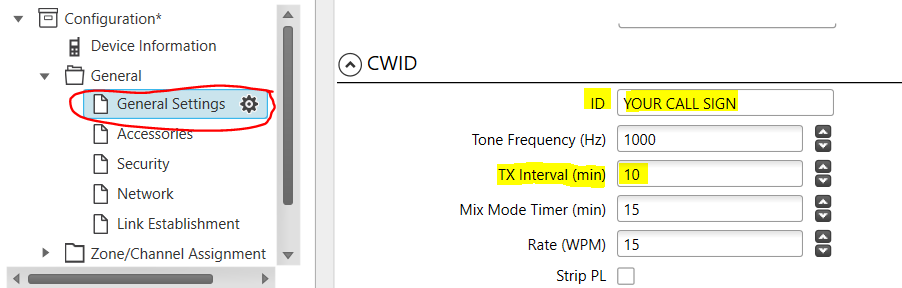 Configuration*
Device Information
General
General Settings
Accessories
Security
Network
Link Establishment
Zone/Channel Assignment
CWID
ID YOUR CALL SIGN
Tone Frequency (Hz) 1000
TX Interval (min) 10
Mix Mode Timer (min) 15
Rate (WPM) 15
Strip PL